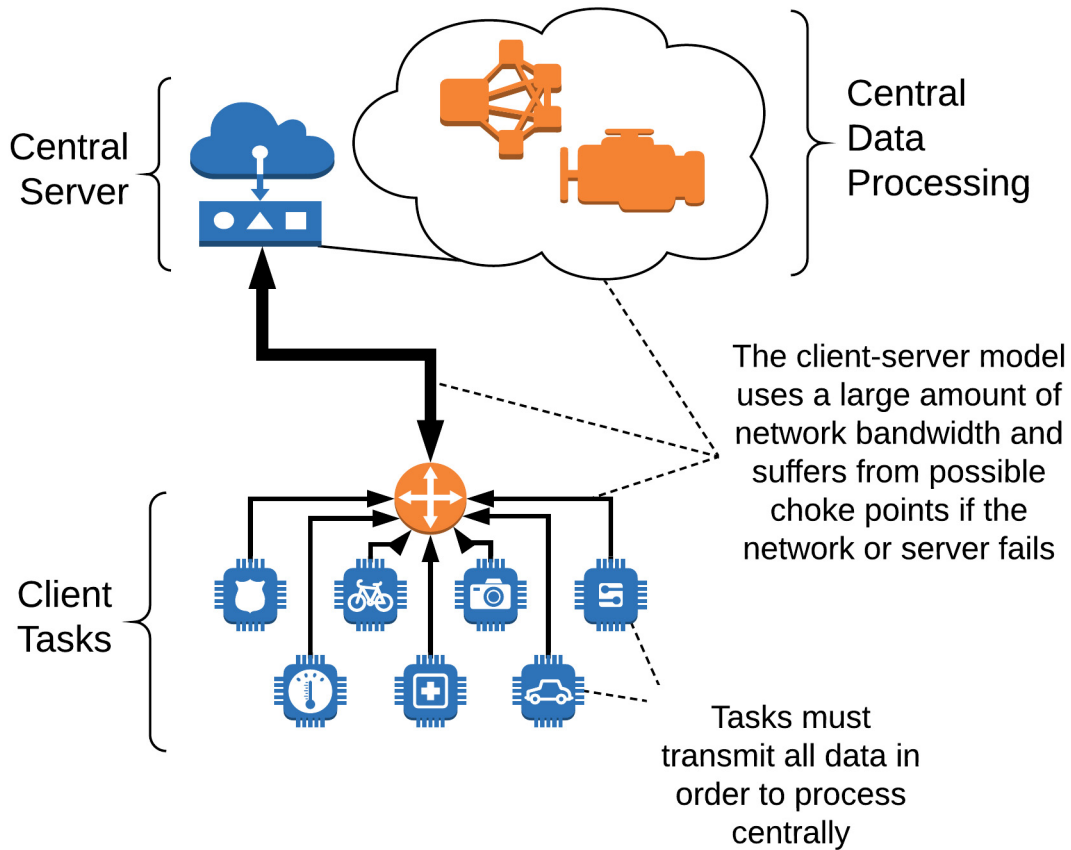 Central
Server
Central
Data
Processing
The client-server model
uses a large amount of
network bandwidth and
suffers from possible
choke points if the
network or server fails
Client
Tasks
Tasks must
transmit all data in
order to process
centrally